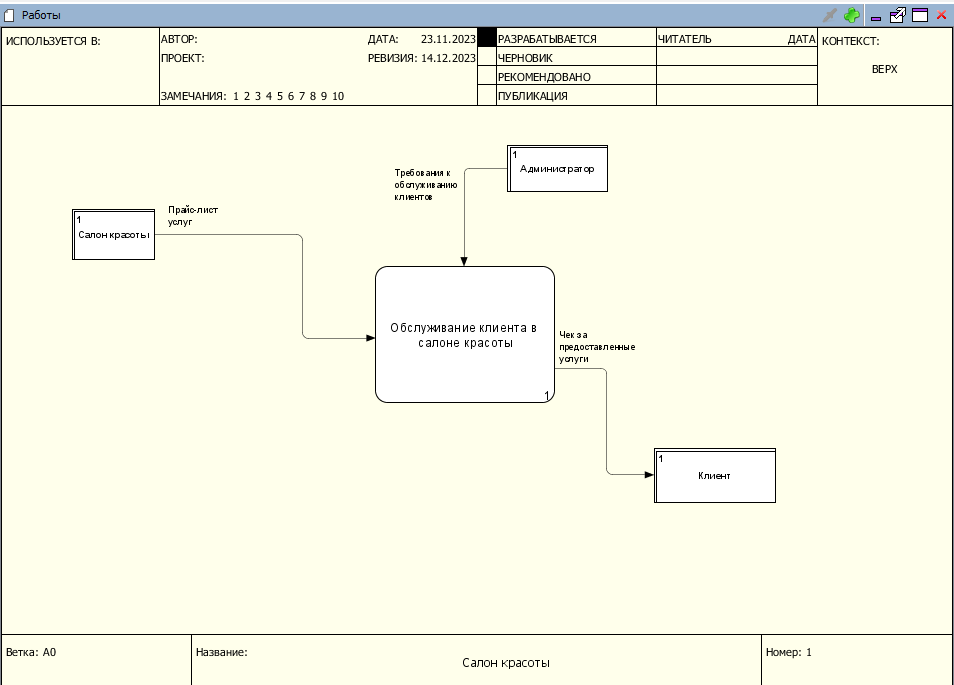 Работы
ИСПОЛЬЗУЕТСЯ В:
АВТОР:
ДАТА: 23.11.2023
РАЗРАБАТЫВАЕТСЯ
ЧИТАТЕЛЬ
ДАТА
КОНТЕКСТ:
ПРОЕКТ:
РЕВИЗИЯ: 14.12.2023
ЧЕРНОВИК
ВЕРХ
РЕКОМЕНДОВАНО
ЗАМЕЧАНИЯ: 1 2 3 4 5 6 7 8 9 10
ПУБЛИКАЦИЯ
1
Администратор
Требования к
обслуживанию
клиентов
1
Салон красоты
Прайс-лист
услуг
Обслуживание клиента в
салоне красоты
1
Чек за
предоставленные
услуги
1
Клиент
Ветка: A0
Название:
Салон красоты
Номер: 1